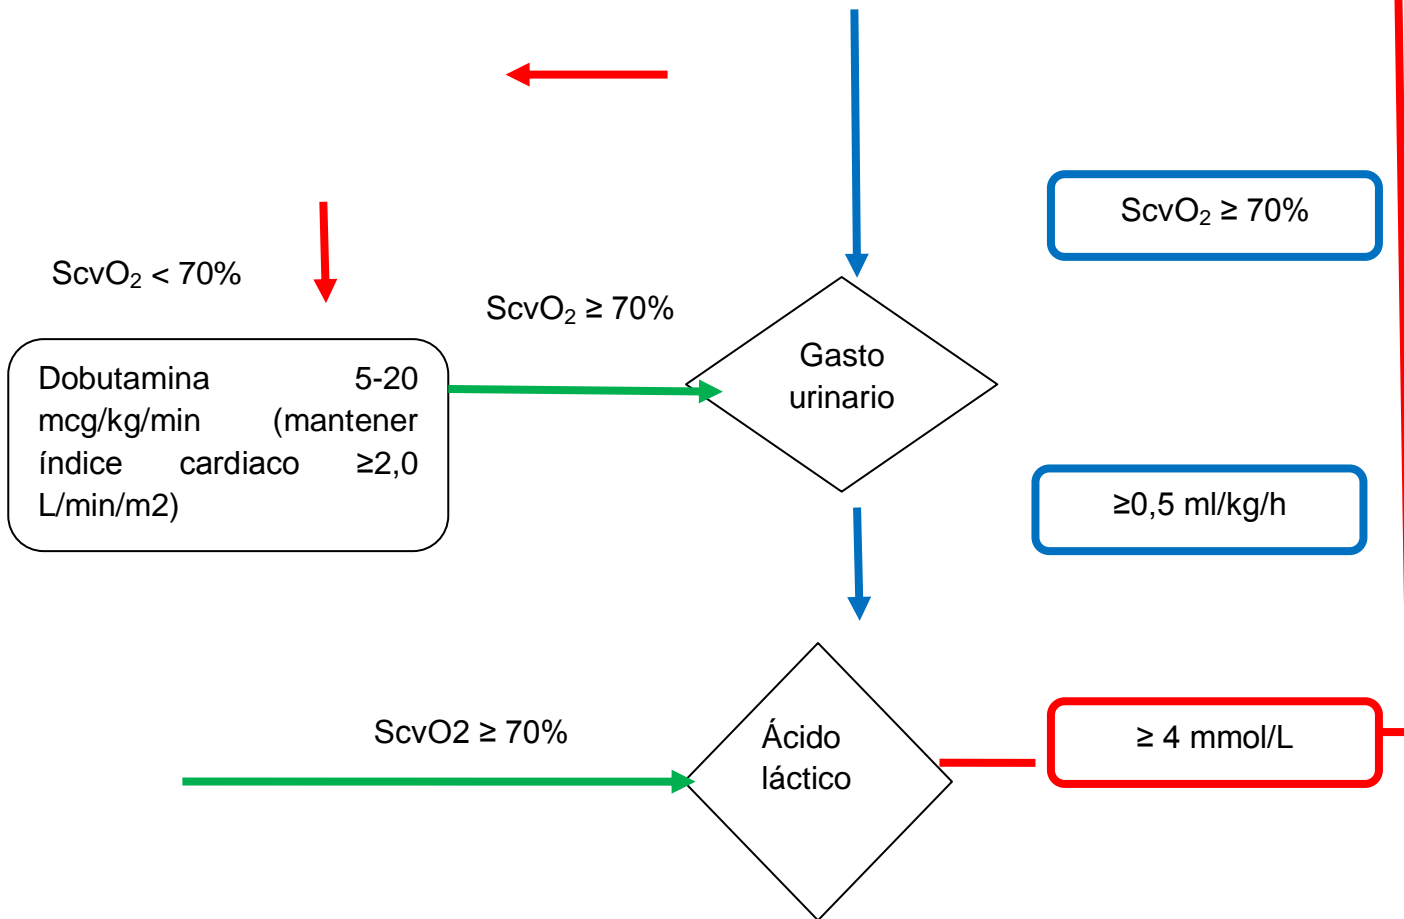 ScvO₂ ≥ 70%
ScvO₂ < 70%
ScvO₂ ≥ 70%
Dobutamina 5-20
mcg/kg/min (mantener
índice cardiaco ≥2,0
L/min/m2)
Gasto
urinario
≥0,5 ml/kg/h
ScvO2 ≥ 70%
Ácido
láctico
≥ 4 mmol/L